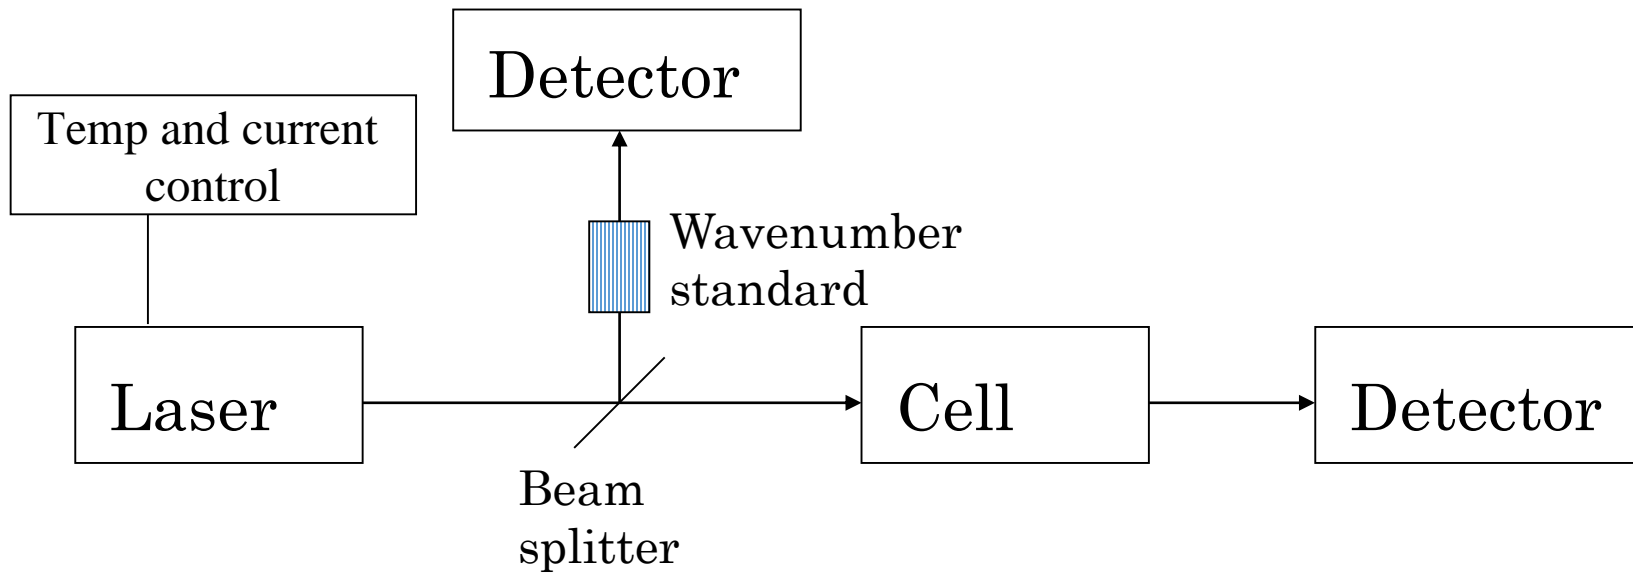 Detector
Temp and current
control
Wavenumber
standard
Laser
Cell
Detector
Beam
splitter